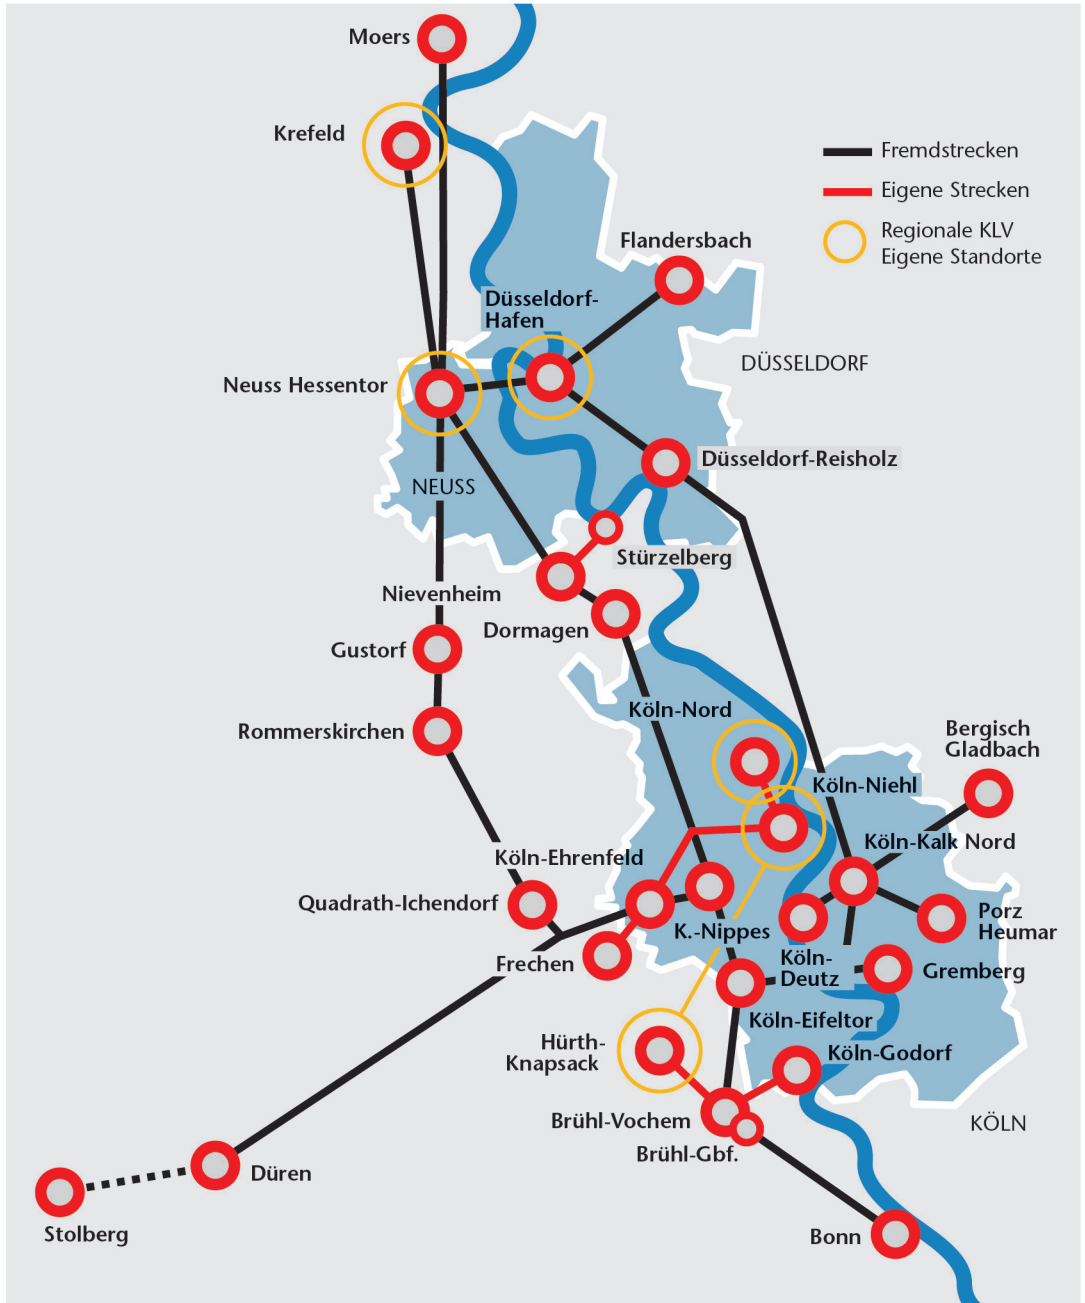 Moers
Krefeld
Fremdstrecken
Eigene Strecken
Regionale KLV
Eigene Standorte
Flandersbach
Düsseldorf-
Hafen
DÜSSELDORF
Neuss Hessentor
Düsseldorf-Reisholz
NEUSS
Stürzelberg
Nievenheim
Dormagen
Gustorf
Köln-Nord
Rommerskirchen
Bergisch
Gladbach
Köln-Niehl
Köln-Kalk Nord
Köln-Ehrenfeld
Quadrath-Ichendorf
Porz
Heumar
K.-Nippes
Frechen
Köln-
Deutz
Gremberg
Köln-Eifeltor
Hürth-
Knapsack
Köln-Godorf
Brühl-Vochem
KÖLN
Brühl-Gbf.
Düren
Stolberg
Bonn